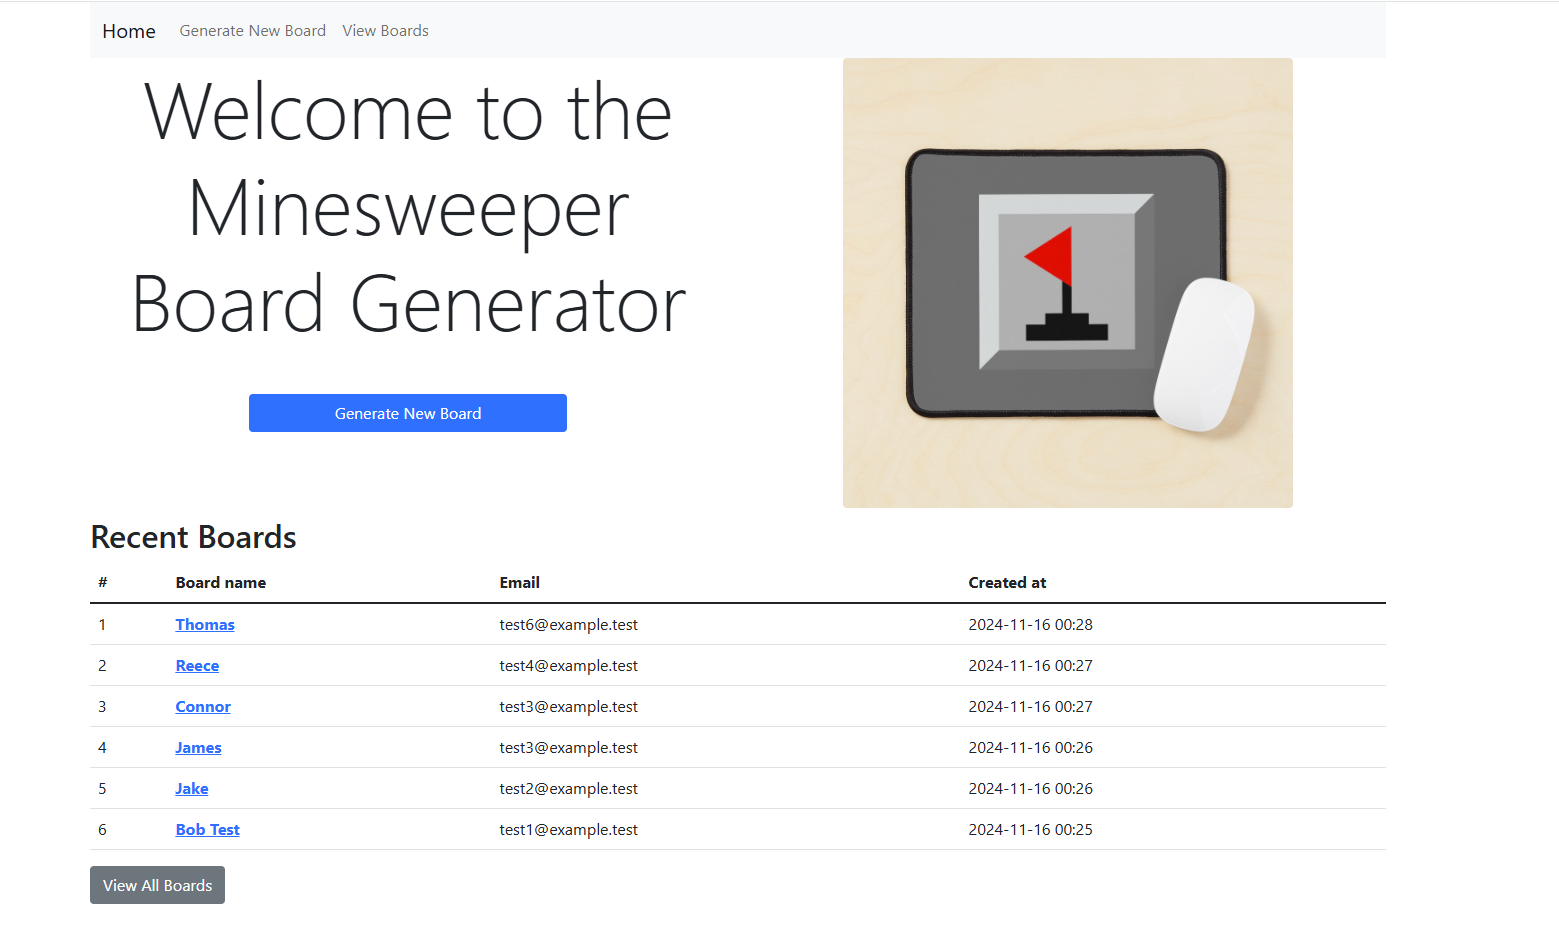 Home Generate New Board View Boards
Welcome to the
Minesweeper
Board Generator
Generate New Board
Recent Boards
# Board name Email Created at
1 Thomas test6@example.test 2024-11-16 00:28
2 Reece test4@example.test 2024-11-16 00:27
3 Connor test3@example.test 2024-11-16 00:27
4 James test3@example.test 2024-11-16 00:26
5 Jake test2@example.test 2024-11-16 00:26
6 Bob Test test1@example.test 2024-11-16 00:25
View All Boards